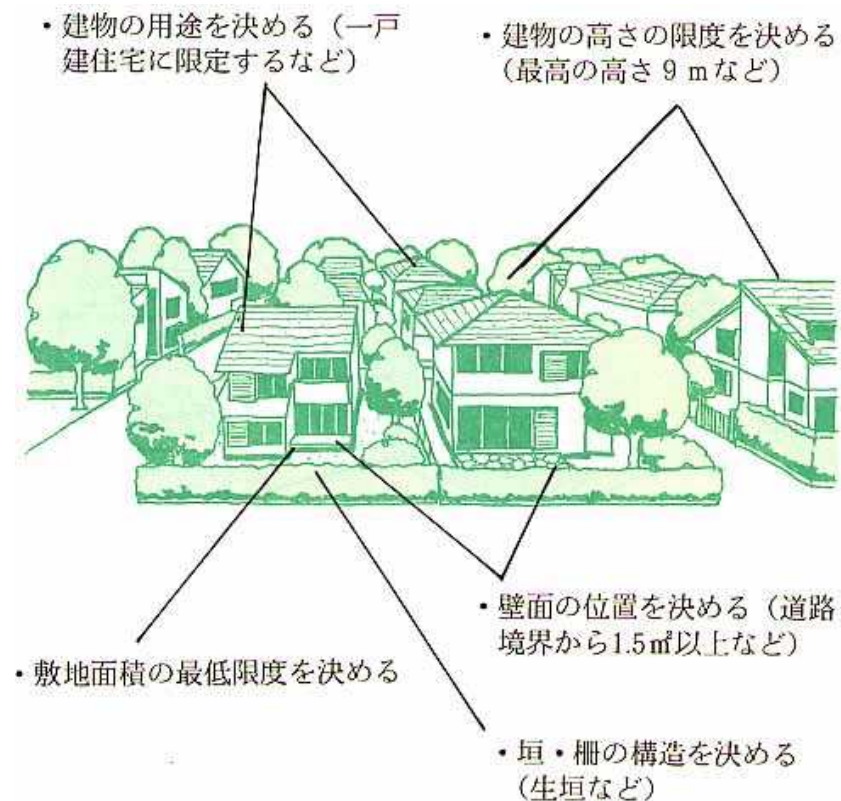 ・建物の用途を決める（一戸
建住宅に限定するなど）
・建物の高さの限度を決める
（最高の高さ９ｍなど）
・壁面の位置を決める（道路
境界から1.5㎡以上など）
・敷地面積の最低限度を決める
・垣・柵の構造を決める
（生垣など）